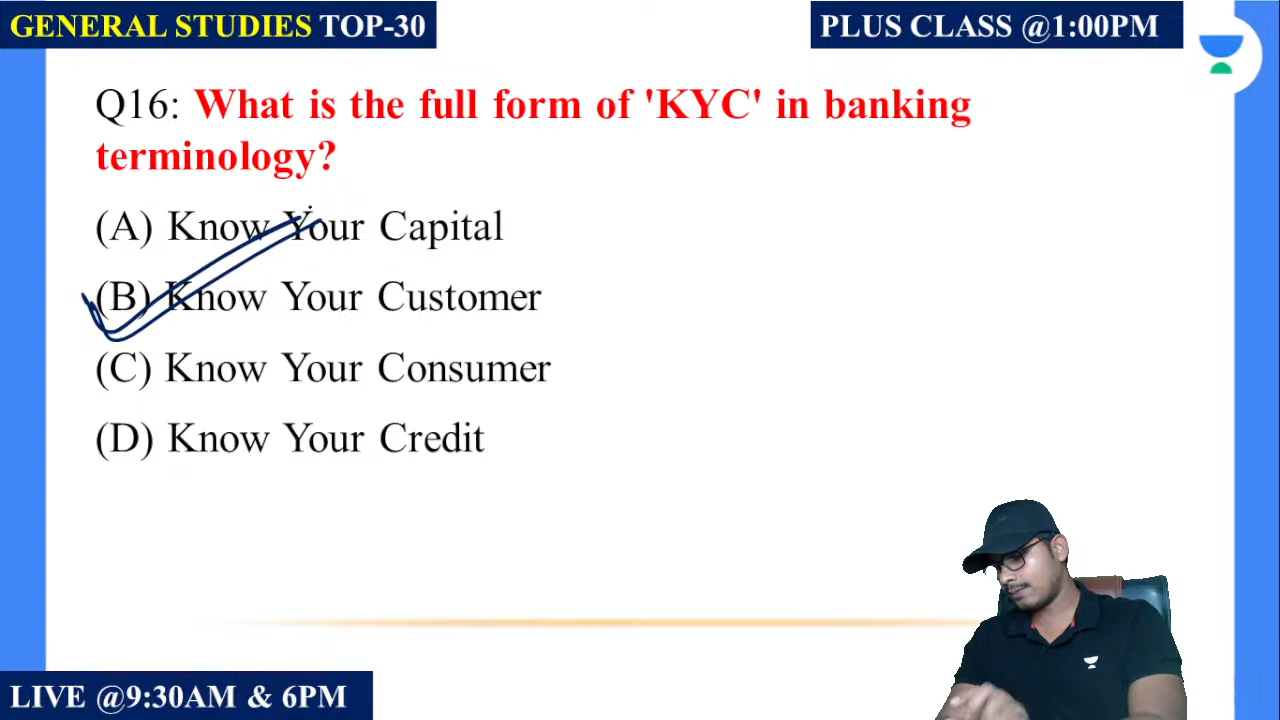 GENERAL STUDIES TOP-30
PLUS CLASS @1:00PM
Q16: What is the full form of 'KYC' in banking
terminology?
(A) Know Your Capital
(B) Know Your Customer
(C) Know Your Consumer
(D) Know Your Credit
LIVE @9:30AM & 6PM